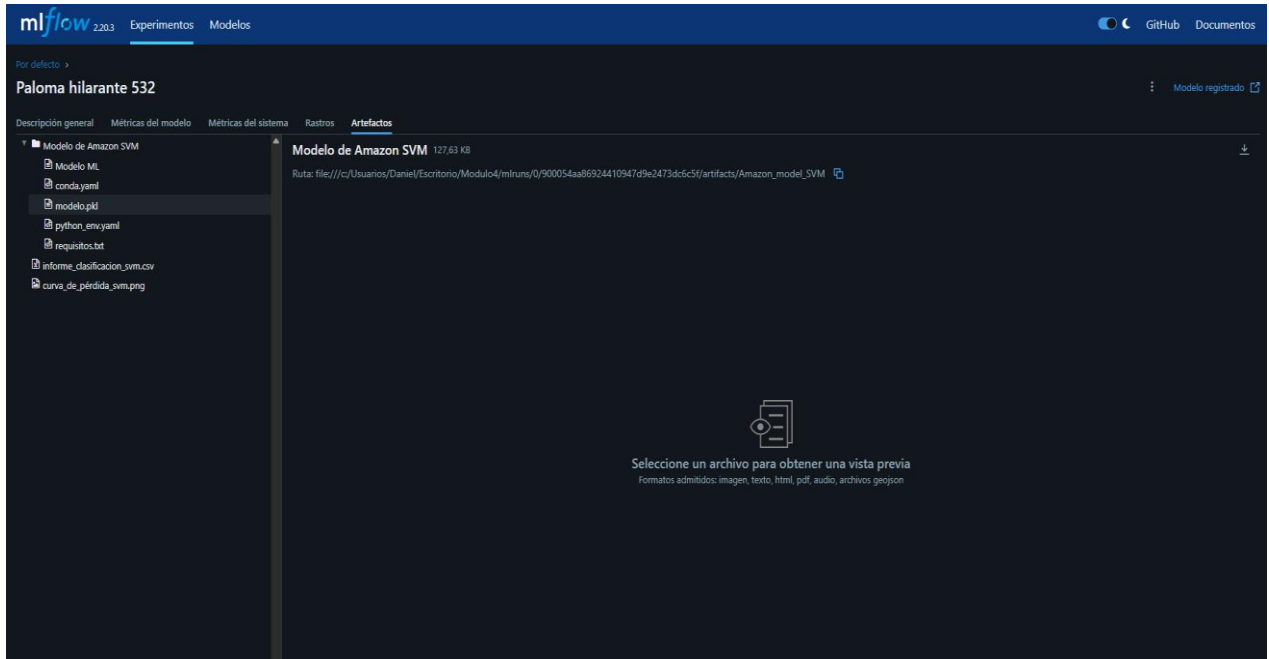 mlflow 2.20.3 Experimentos Modelos GitHub Documentos
Por defecto ›
Paloma hilarante 532
Modelo registrado
Descripción general Métricas del modelo Métricas del sistema Rastros Artefactos
Modelo de Amazon SVM
Modelo ML
conda.yaml
modelo.pkl
python_env.yaml
requisitos.txt
informe_clasificacion_svm.csv
curva_de_pérdida_svm.png
Modelo de Amazon SVM 127,63 KB
Ruta: file:///c:/Usuarios/Daniel/Escritorio/Modulo4/mlruns/0/900054aa86924410947d9e2473dc6c5f/artifacts/Amazon_model_SVM
Seleccione un archivo para obtener una vista previa
Formatos admitidos: imagen, texto, html, pdf, audio, archivos geojson